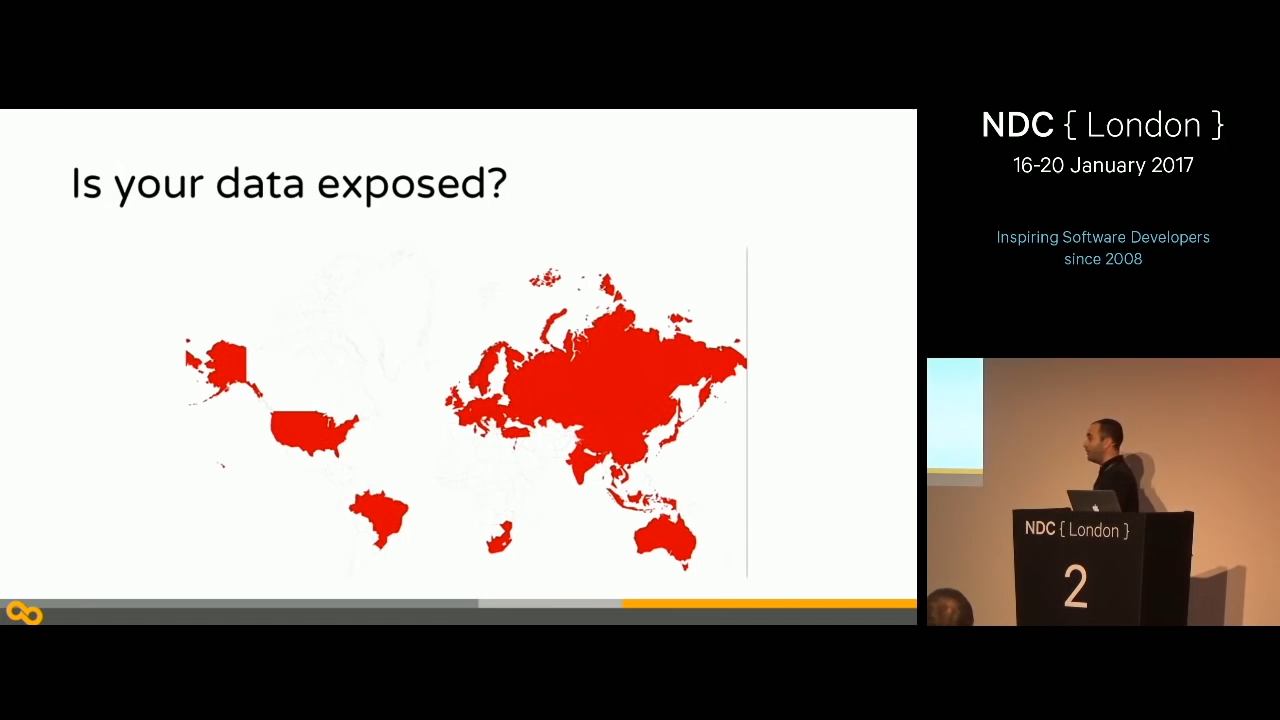 Is your data exposed?
NDC { London }
16-20 January 2017
Inspiring Software Developers
since 2008
NDC { London }
2